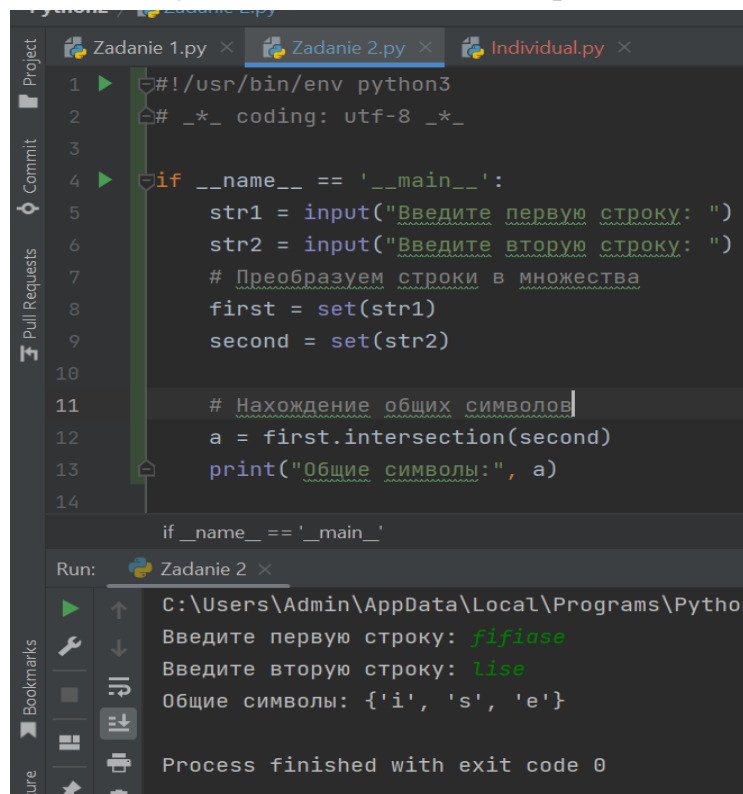 Zadanie 2.py
Zadanie 1.py
Zadanie 2.py
Individual.py
Project
Commit
Pull Requests
Bookmarks
1 #!/usr/bin/env python3
2 # _*_ coding: utf-8 _*_
3
4 if __name__ == '__main__':
5 str1 = input("Введите первую строку: ")
6 str2 = input("Введите вторую строку: ")
7 # Преобразуем строки в множества
8 first = set(str1)
9 second = set(str2)
10
11 # Нахождение общих символов
12 a = first.intersection(second)
13 print("Общие символы:", a)
14
if __name__ == '__main__'
Run: Zadanie 2
C:\Users\Admin\AppData\Local\Programs\Pytho
Введите первую строку: fifiase
Введите вторую строку: lise
Общие символы: {'i', 's', 'e'}
Process finished with exit code 0